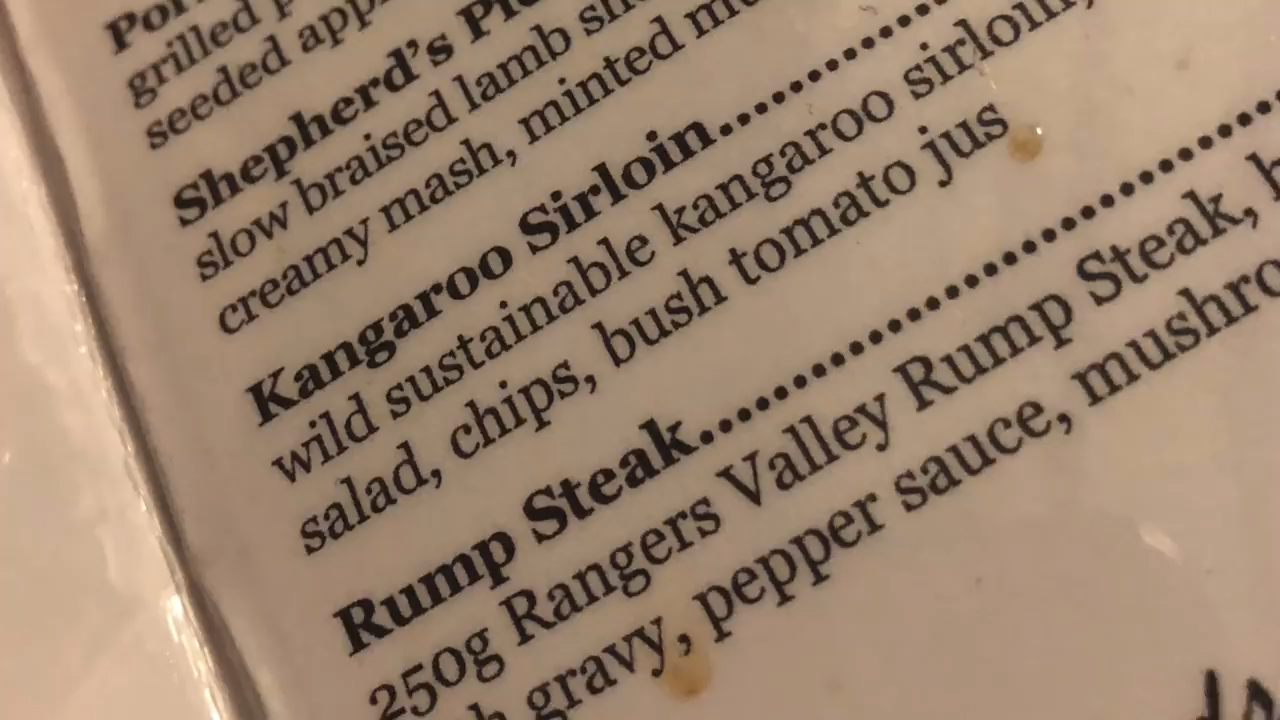 grilled
seeded
Shepherd's
slow braised lamb
creamy mash, minted
Kangaroo Sirloin..............
wild sustainable kangaroo sirloin,
salad, chips, bush tomato jus
Rump Steak........................................
250g Rangers Valley Rump Steak,
gravy, pepper sauce,